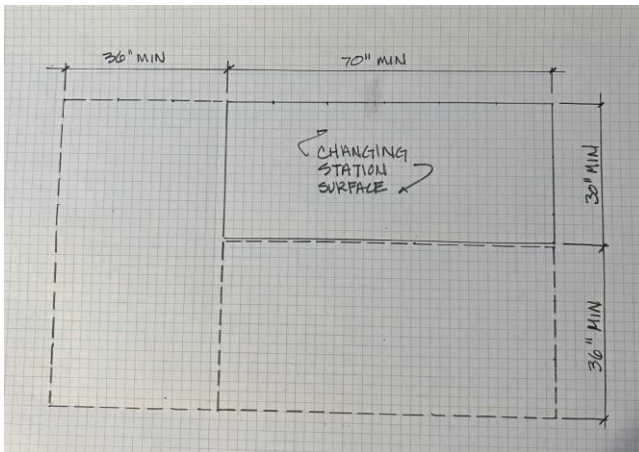 36" MIN
70" MIN
CHANGING
STATION
SURFACE
30" MIN
36" MIN